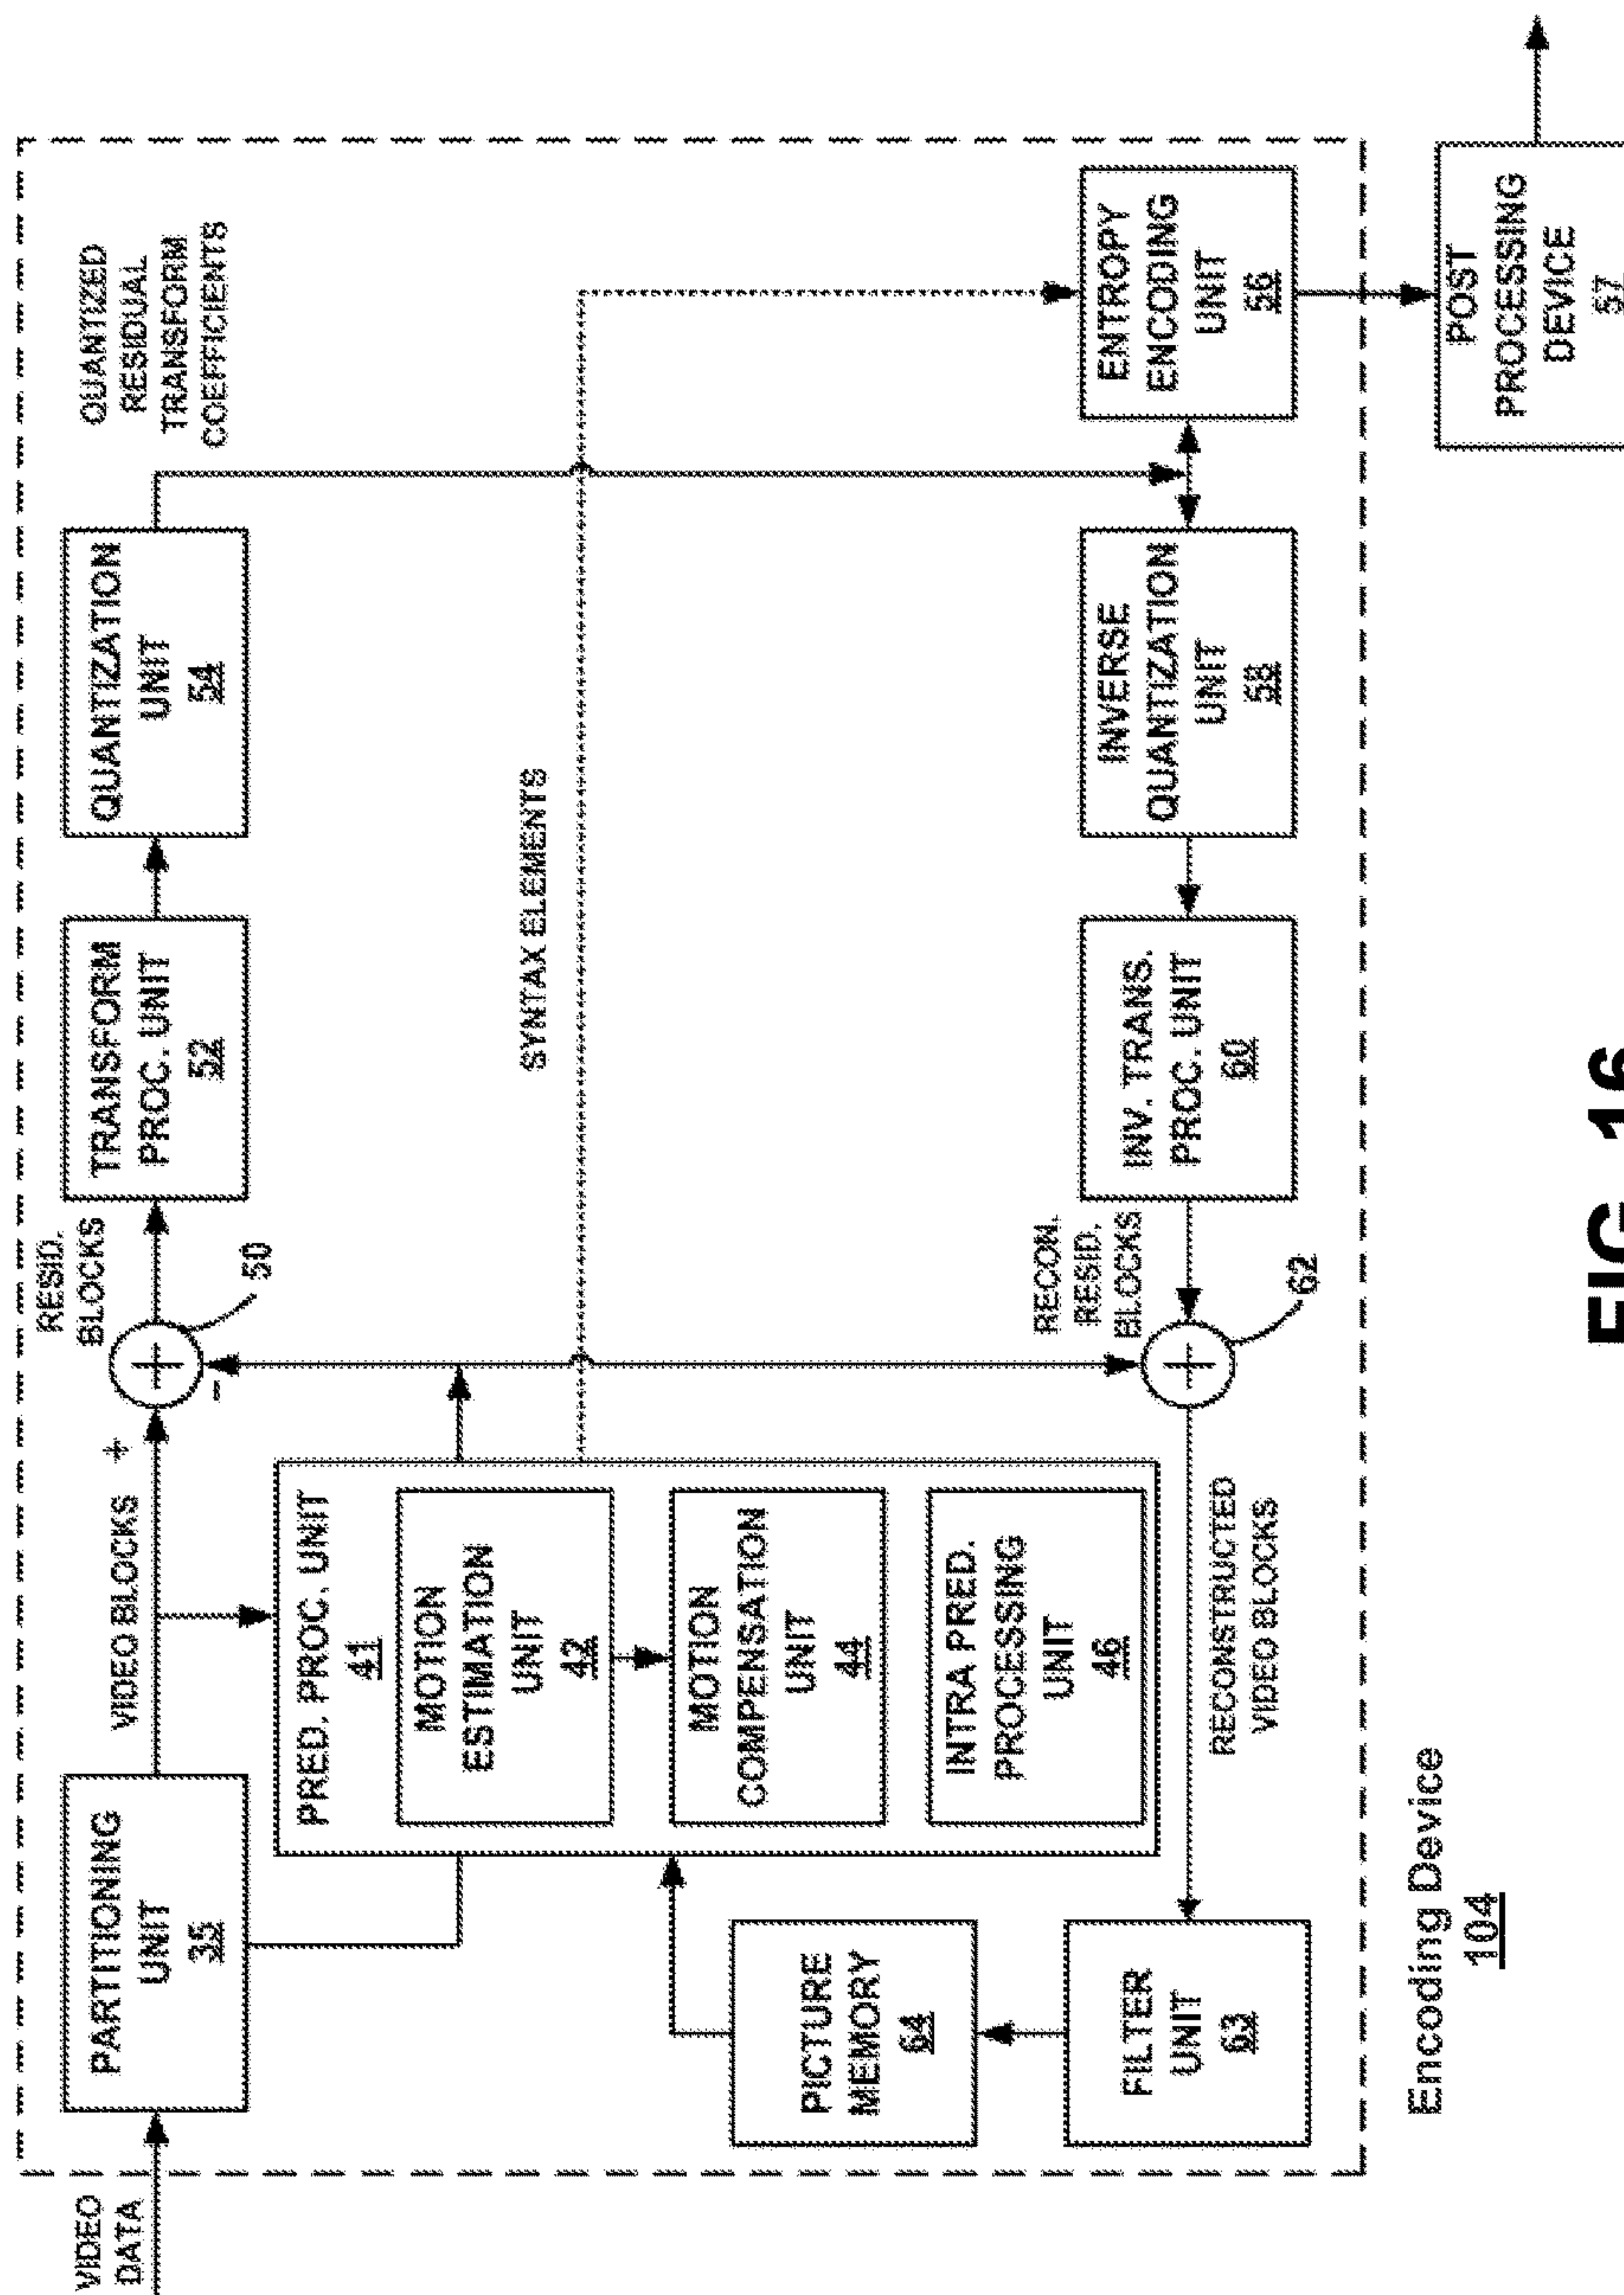 VIDEO
DATA
PARTITIONING
UNIT
35
VIDEO BLOCKS
+
-
RESID.
BLOCKS
50
TRANSFORM
PROC. UNIT
52
QUANTIZATION
UNIT
54
QUANTIZED
RESIDUAL
TRANSFORM
COEFFICIENTS
PRED. PROC. UNIT
41
MOTION
ESTIMATION
UNIT
42
MOTION
COMPENSATION
UNIT
44
INTRA PRED.
PROCESSING
UNIT
46
SYNTAX ELEMENTS
PICTURE
MEMORY
64
FILTER
UNIT
63
RECONSTRUCTED
VIDEO BLOCKS
RECON.
RESID.
BLOCKS
62
INV. TRANS.
PROC. UNIT
60
INVERSE
QUANTIZATION
UNIT
58
ENTROPY
ENCODING
UNIT
56
POST
PROCESSING
DEVICE
57
Encoding Device
104
FIG. 16